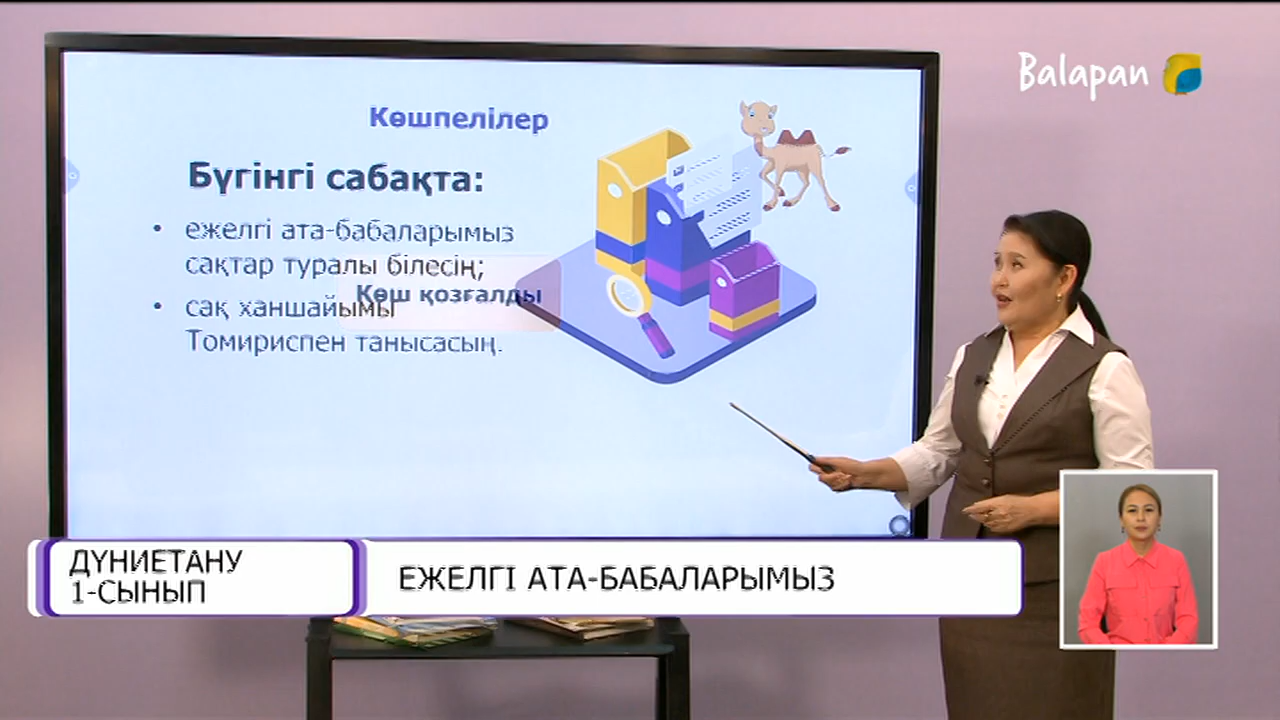 Balapan
Көшпелілер
Бүгінгі сабақта:
• ежелгі ата-бабаларымыз
сақтар туралы білесің;
Көш қозғалды
• сақ ханшайымы
Томириспен танысасың.
ДҮНИЕТАНУ
1-СЫНЫП
ЕЖЕЛГІ АТА-БАБАЛАРЫМЫЗ